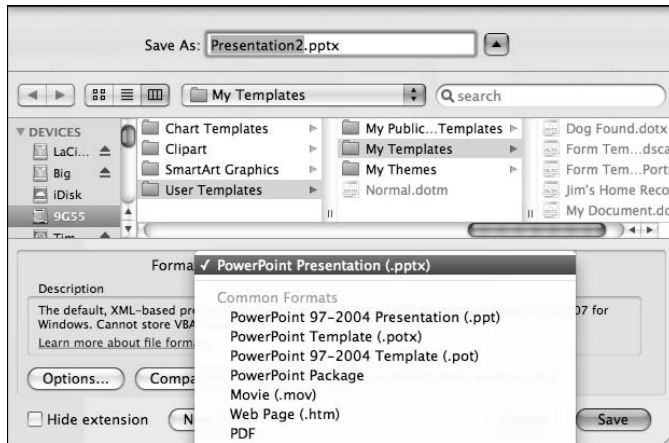 Save As: Presentation2.pptx
My Templates
search
DEVICES
LaCi...
Big
iDisk
9G55
Tim
Chart Templates
Clipart
SmartArt Graphics
User Templates
My Public...Templates
My Templates
My Themes
Normal.dotm
Dog Found.dotx
Form Tem...dsca
Form Tem...Portr
Jim's Home Reco
My Document.do
Forma ✓ PowerPoint Presentation (.pptx)
Description
The default, XML-based pre 07 for
Windows. Cannot store VBA
Learn more about file form
Common Formats
PowerPoint 97-2004 Presentation (.ppt)
PowerPoint Template (.potx)
PowerPoint 97-2004 Template (.pot)
PowerPoint Package
Movie (.mov)
Web Page (.htm)
PDF
Options...
Compa
Hide extension
N
Save